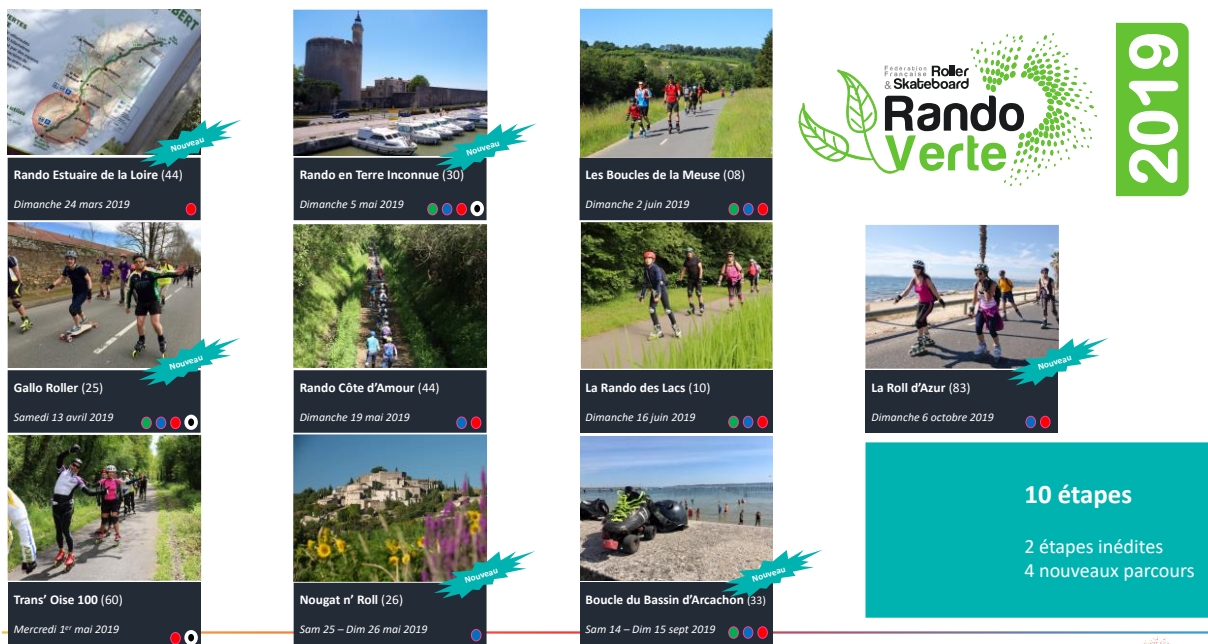 Nouveau
Rando Estuaire de la Loire (44)
Dimanche 24 mars 2019
Nouveau
Gallo Roller (25)
Samedi 13 avril 2019
Trans’ Oise 100 (60)
Mercredi 1er mai 2019
Nouveau
Rando en Terre Inconnue (30)
Dimanche 5 mai 2019
Rando Côte d’Amour (44)
Dimanche 19 mai 2019
Nouveau
Nougat n’ Roll (26)
Sam 25 – Dim 26 mai 2019
Les Boucles de la Meuse (08)
Dimanche 2 juin 2019
La Rando des Lacs (10)
Dimanche 16 juin 2019
Nouveau
Boucle du Bassin d’Arcachon (33)
Sam 14 – Dim 15 sept 2019
Fédération
Française Roller
& Skateboard
Rando
Verte
2019
Nouveau
La Roll d’Azur (83)
Dimanche 6 octobre 2019
10 étapes
2 étapes inédites
4 nouveaux parcours